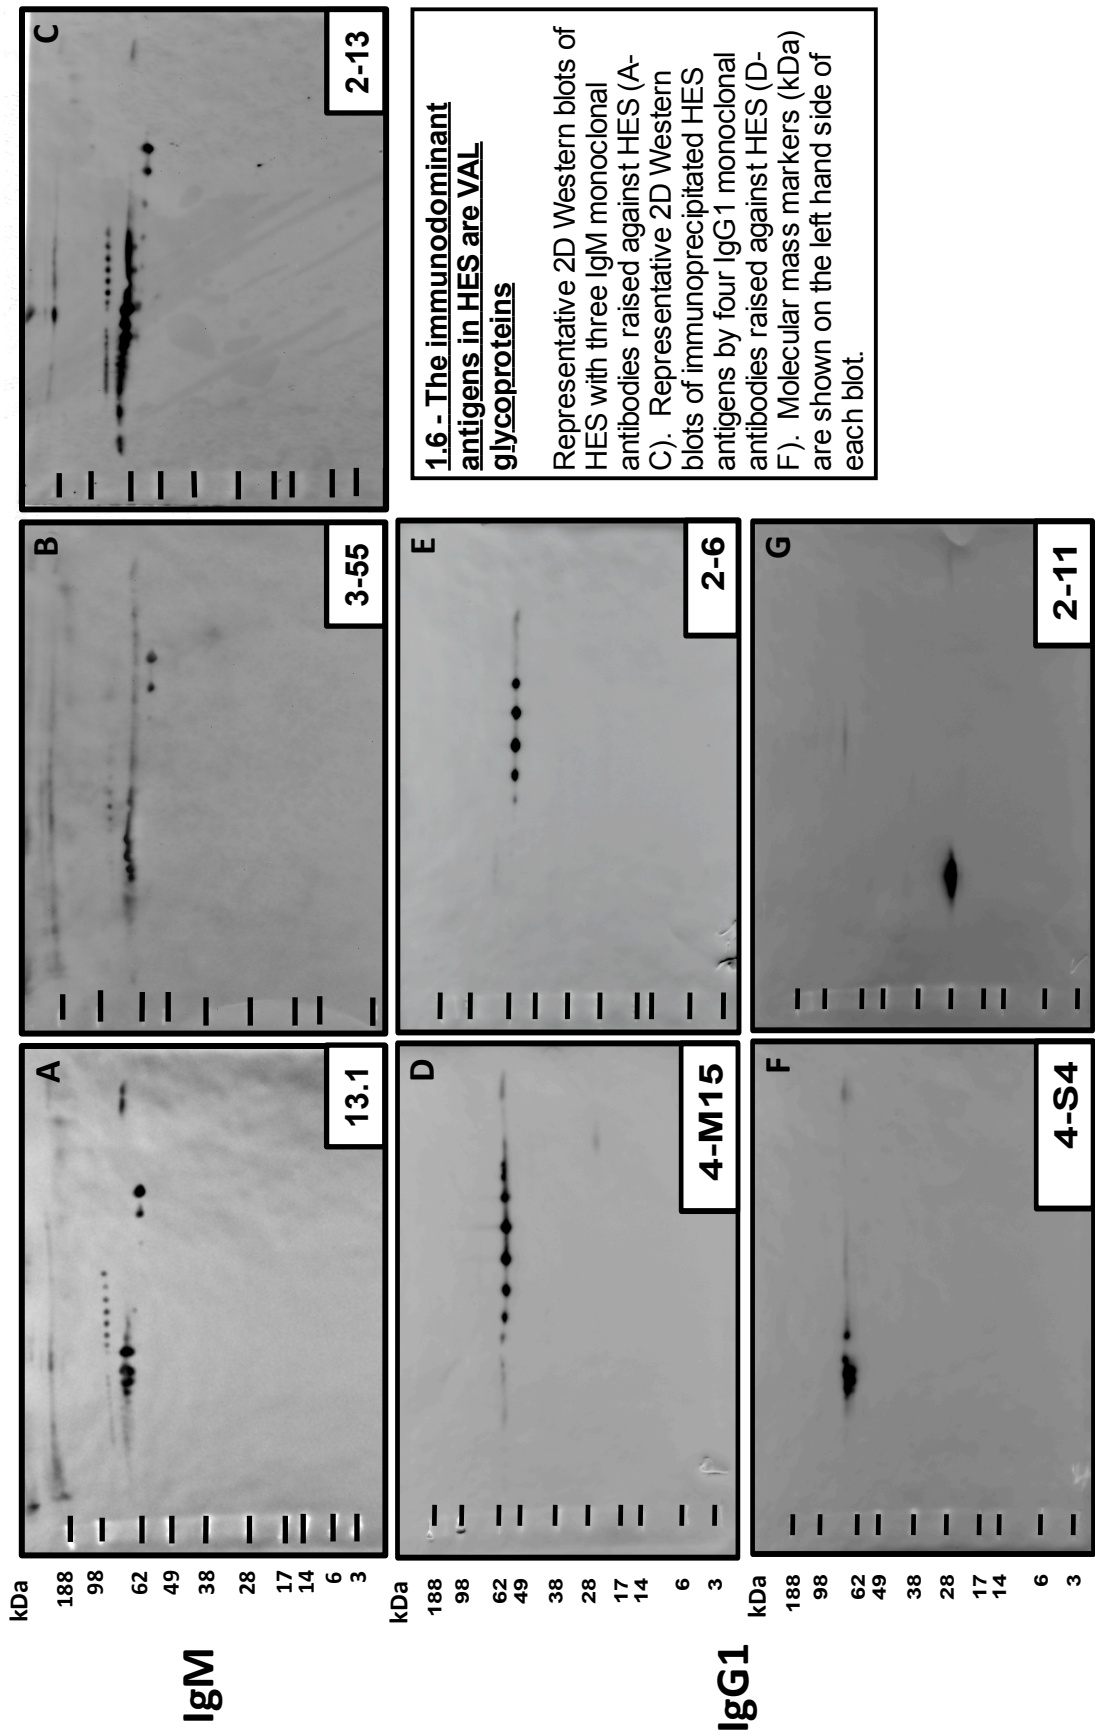 IgM
kDa
188
98
62
49
38
28
17
14
6
3
A
13.1
B
3-55
C
2-13
IgG1
kDa
188
98
62
49
38
28
17
14
6
3
D
4-M15
E
2-6
kDa
188
98
62
49
38
28
17
14
6
3
F
4-S4
G
2-11
1.6 - The immunodominant
antigens in HES are VAL
glycoproteins
Representative 2D Western blots of
HES with three IgM monoclonal
antibodies raised against HES (A-
C). Representative 2D Western
blots of immunoprecipitated HES
antigens by four IgG1 monoclonal
antibodies raised against HES (D-
F). Molecular mass markers (kDa)
are shown on the left hand side of
each blot.